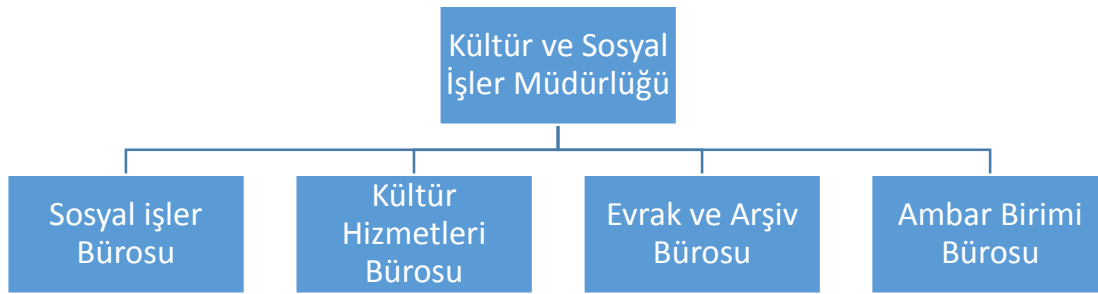 Kültür ve Sosyal
İşler Müdürlüğü
Sosyal işler
Bürosu
Kültür
Hizmetleri
Bürosu
Evrak ve Arşiv
Bürosu
Ambar Birimi
Bürosu